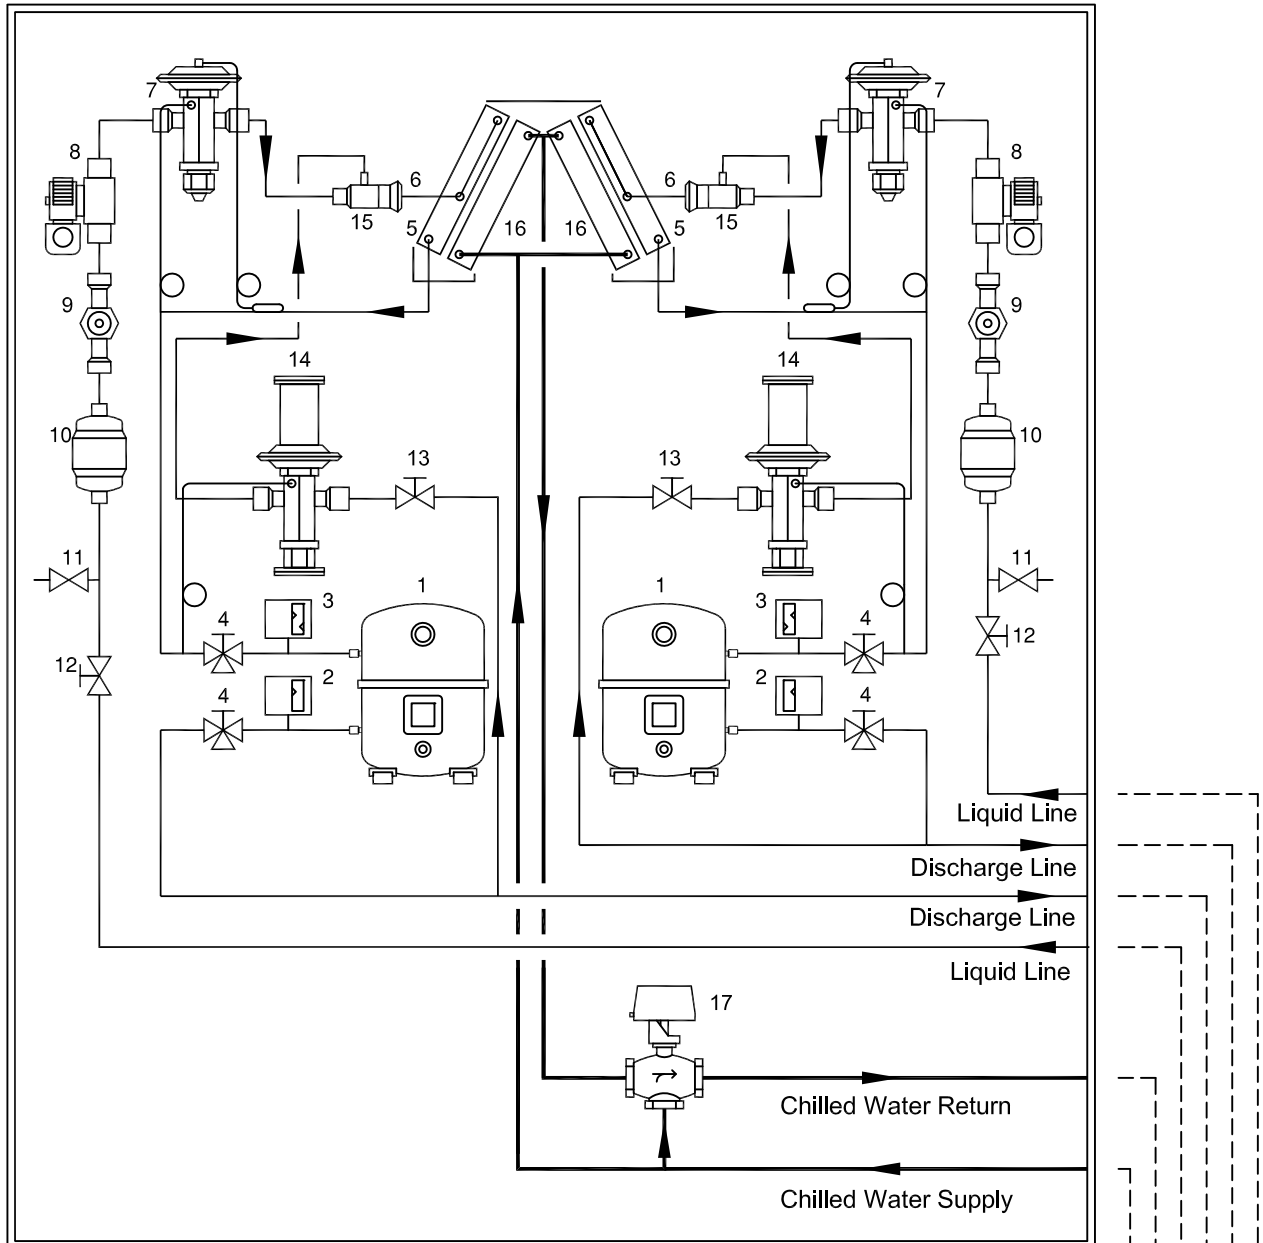 7 7
8 8
6 6
15 15
5 16 16 5
9 9
14 14
10 13 13 10
11 11
3 1 1 3
4 4
12 12
2 2
4 4
Liquid Line
Discharge Line
Discharge Line
Liquid Line
17
Chilled Water Return
Chilled Water Supply